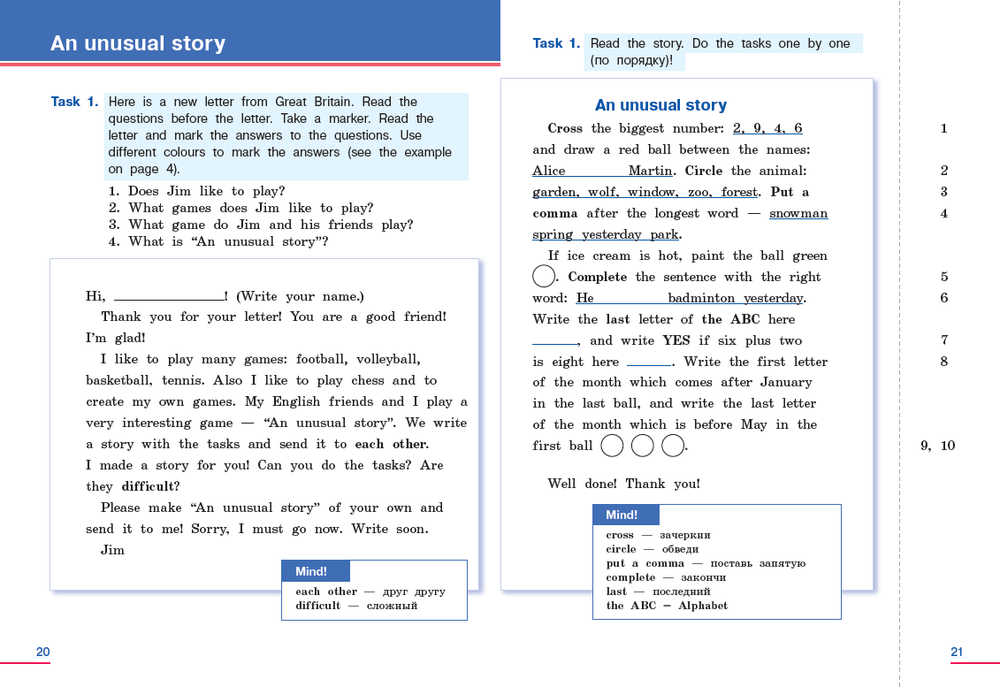 An unusual story
Task 1. Here is a new letter from Great Britain. Read the
questions before the letter. Take a marker. Read the
letter and mark the answers to the questions. Use
different colours to mark the answers (see the example
on page 4).
1. Does Jim like to play?
2. What games does Jim like to play?
3. What game do Jim and his friends play?
4. What is “An unusual story”?
Hi, ______________! (Write your name.)
Thank you for your letter! You are a good friend!
I’m glad!
I like to play many games: football, volleyball,
basketball, tennis. Also I like to play chess and to
create my own games. My English friends and I play a
very interesting game — “An unusual story”. We write
a story with the tasks and send it to each other.
I made a story for you! Can you do the tasks? Are
they difficult?
Please make “An unusual story” of your own and
send it to me! Sorry, I must go now. Write soon.
Jim
Mind!
each other — друг другу
difficult — сложный
20
Task 1. Read the story. Do the tasks one by one
(по порядку)!
An unusual story
Cross the biggest number: 2, 9, 4, 6 1
and draw a red ball between the names:
Alice ________ Martin. Circle the animal: 2
garden, wolf, window, zoo, forest. Put a 3
comma after the longest word — snowman 4
spring yesterday park.
If ice cream is hot, paint the ball green
. Complete the sentence with the right 5
word: He ________ badminton yesterday. 6
Write the last letter of the ABC here
______, and write YES if six plus two 7
is eight here ______. Write the first letter 8
of the month which comes after January
in the last ball, and write the last letter
of the month which is before May in the
first ball . 9, 10
Well done! Thank you!
Mind!
cross — зачеркни
circle — обведи
put a comma — поставь запятую
complete — закончи
last — последний
the ABC – Alphabet
21